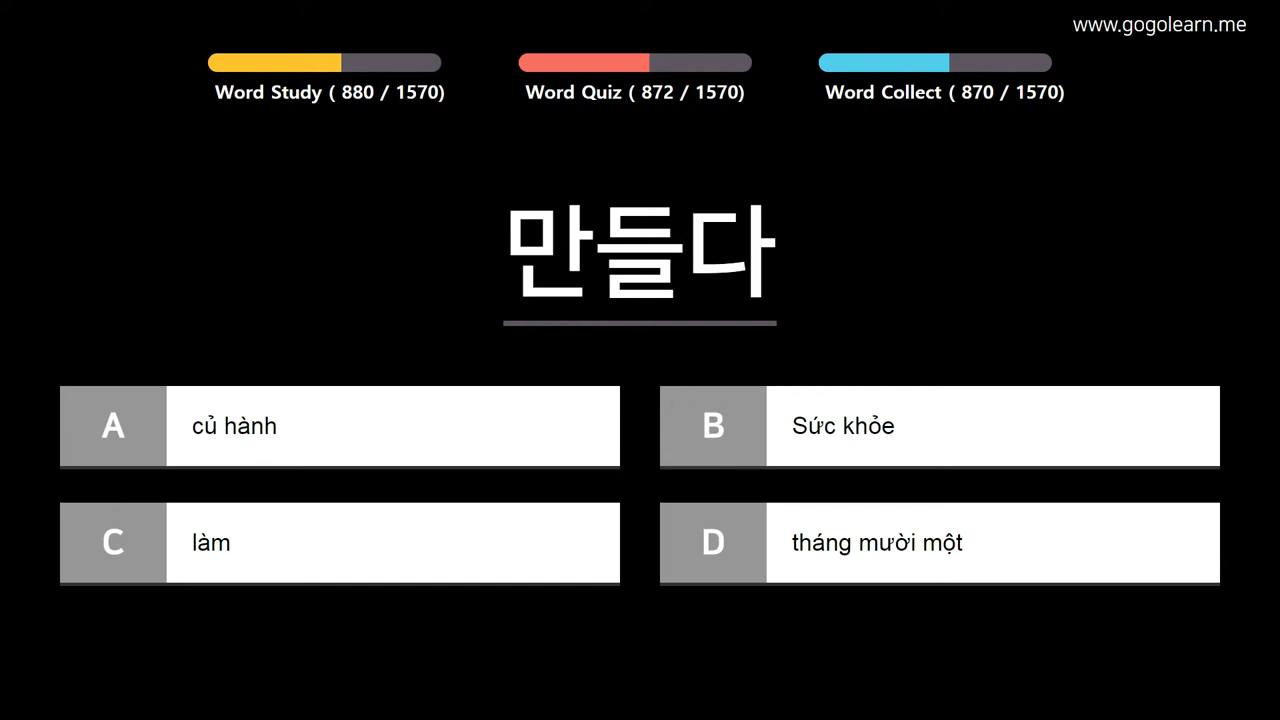 www.gogolearn.me
Word Study ( 880 / 1570)
Word Quiz ( 872 / 1570)
Word Collect ( 870 / 1570)
만들다
A củ hành
B Sức khỏe
C làm
D tháng mười một